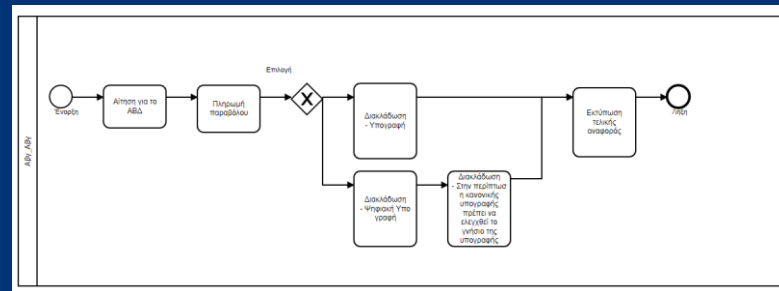 Επιλογή
Έναρξη
Αίτηση για το
ΑΒΔ
Πληρωμή
παραβόλου
Διακλάδωση
- Υπογραφή
Εκτύπωση
τελικής
αναφοράς
Λήξη
Διακλάδωση
- Ψηφιακή Υπο
γραφή
Διακλάδωση
- Στην περίπτωσ
η κανονικής
υπογραφής
πρέπει να
ελεγχθεί το
γνήσιο της
υπογραφής
Αβγ_Αβγ